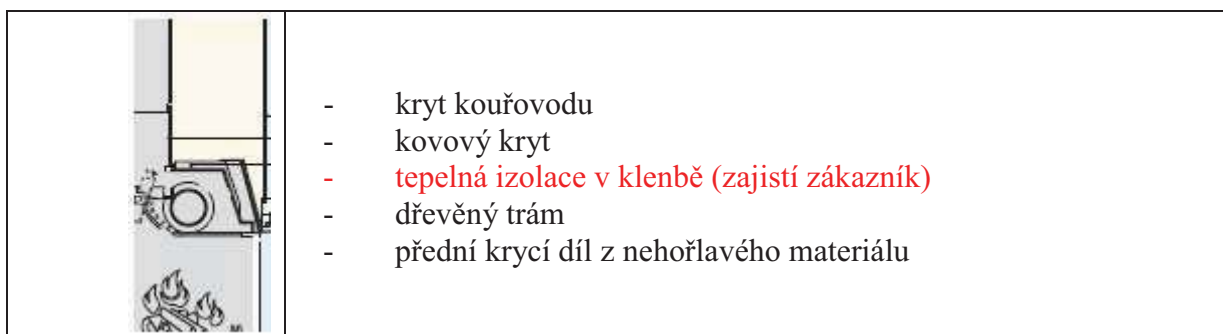 - kryt kouřovodu
- kovový kryt
- tepelná izolace v klenbě (zajistí zákazník)
- dřevěný trám
- přední krycí díl z nehořlavého materiálu